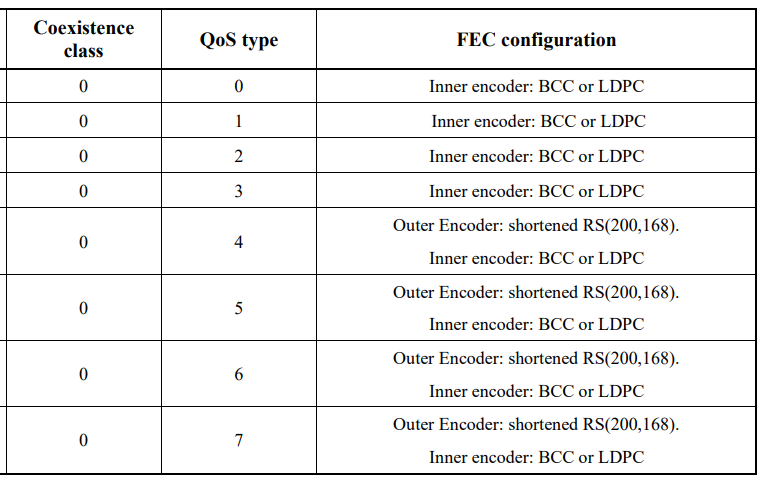 Coexistence class QoS type FEC configuration
0 0 Inner encoder: BCC or LDPC
0 1 Inner encoder: BCC or LDPC
0 2 Inner encoder: BCC or LDPC
0 3 Inner encoder: BCC or LDPC
0 4 Outer Encoder: shortened RS(200,168).
Inner encoder: BCC or LDPC
0 5 Outer Encoder: shortened RS(200,168).
Inner encoder: BCC or LDPC
0 6 Outer Encoder: shortened RS(200,168).
Inner encoder: BCC or LDPC
0 7 Outer Encoder: shortened RS(200,168).
Inner encoder: BCC or LDPC